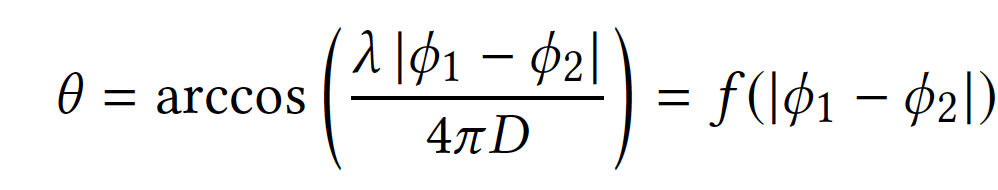 θ = arccos ( λ |ϕ₁ − ϕ₂| / 4πD ) = f(|ϕ₁ − ϕ₂|)